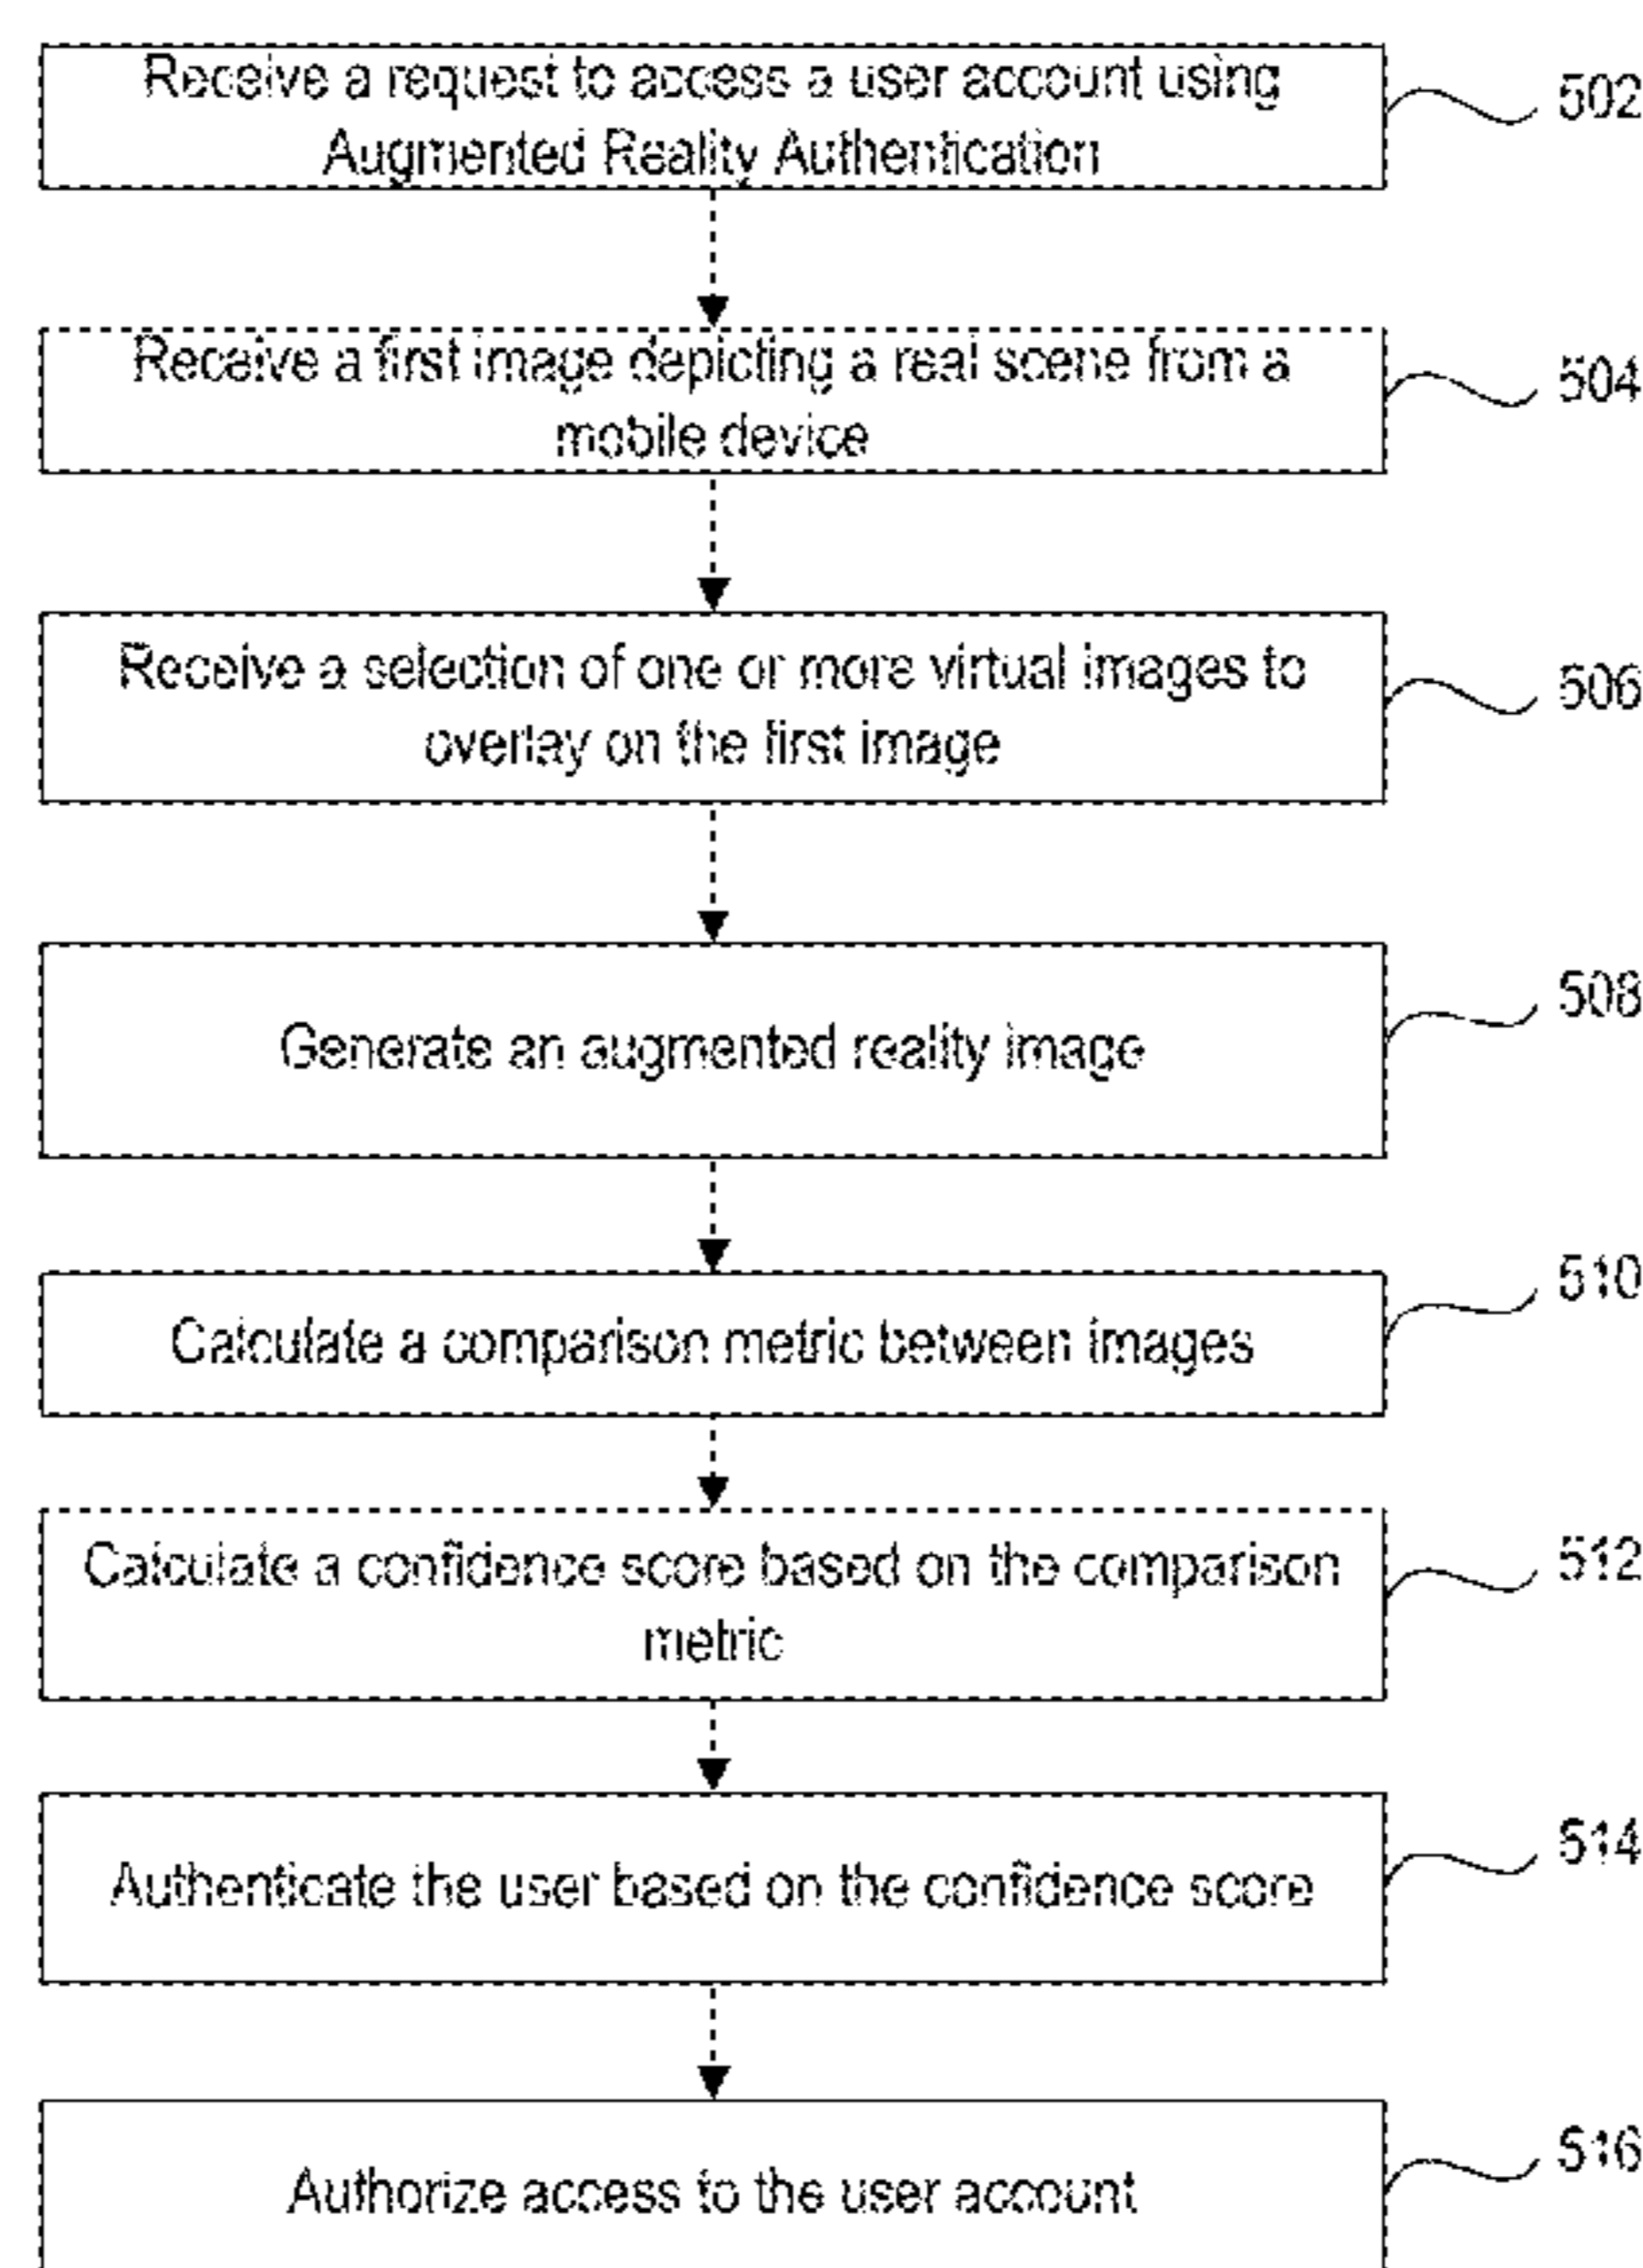 Receive a request to access a user account using
Augmented Reality Authentication
502
Receive a first image depicting a real scene from a
mobile device
504
Receive a selection of one or more virtual images to
overlay on the first image
506
Generate an augmented reality image
508
Calculate a comparison metric between images
510
Calculate a confidence score based on the comparison
metric
512
Authenticate the user based on the confidence score
514
Authorize access to the user account
516